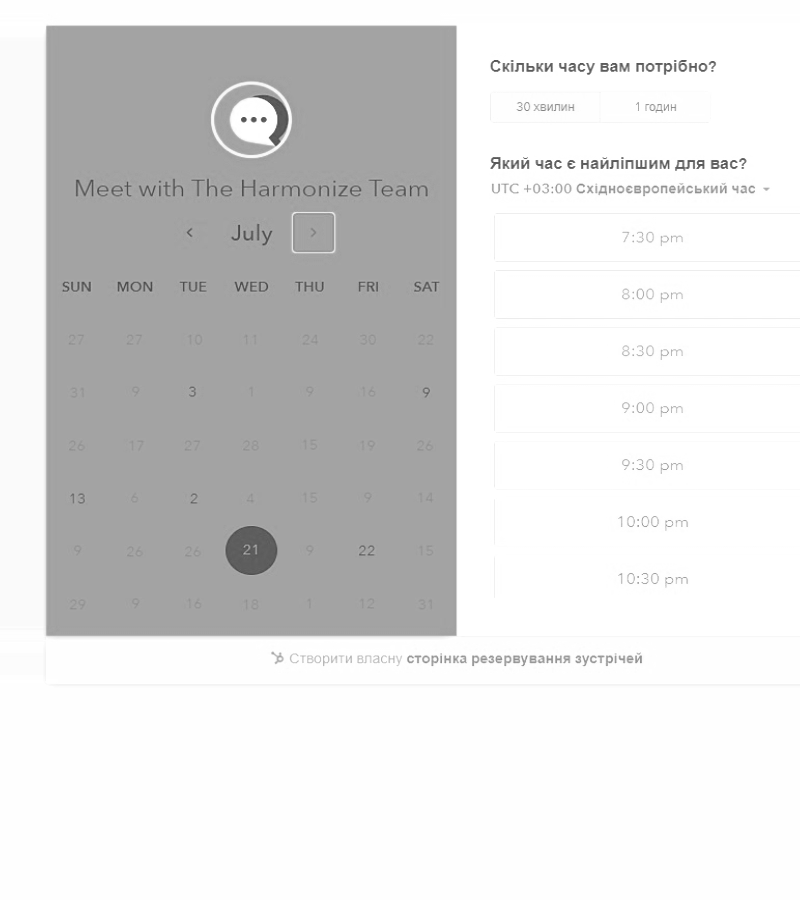 Meet with The Harmonize Team
July
SUN MON TUE WED THU FRI SAT
27 27 10 11 24 30 22
31 9 3 1 9 16 9
26 17 27 28 15 19 26
13 6 2 4 15 9 14
9 26 26 21 9 22 15
29 9 16 18 1 12 31
Скільки часу вам потрібно?
30 хвилин 1 годин
Який час є найліпшим для вас?
UTC +03:00 Східноєвропейський час
7:30 pm
8:00 pm
8:30 pm
9:00 pm
9:30 pm
10:00 pm
10:30 pm
Створити власну сторінка резервування зустрічей